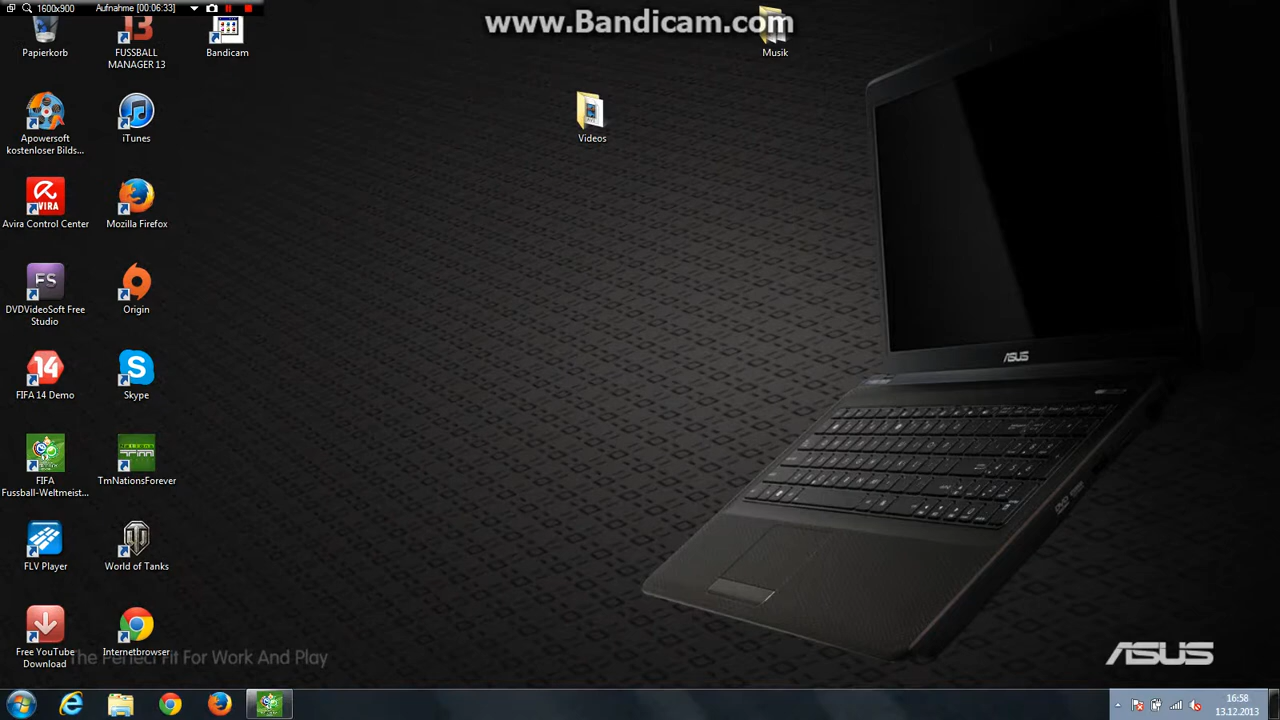 1600x900
Aufnahme [00:06.33]
www.Bandicam.com
Papierkorb
FUSSBALL
MANAGER 13
Bandicam
Musik
Apowersoft
kostenloser Bilds...
iTunes
Videos
AVIRA
Avira Control Center
Mozilla Firefox
FS
DVDVideoSoft Free
Studio
Origin
14
FIFA 14 Demo
Skype
ASUS
FIFA
Fussball-Weltmeist...
TmNationsForever
FLV Player
World of Tanks
Free YouTube
Download
Internetbrowser
The Perfect Fit For Work And Play
ASUS
16:58
13.12.2013